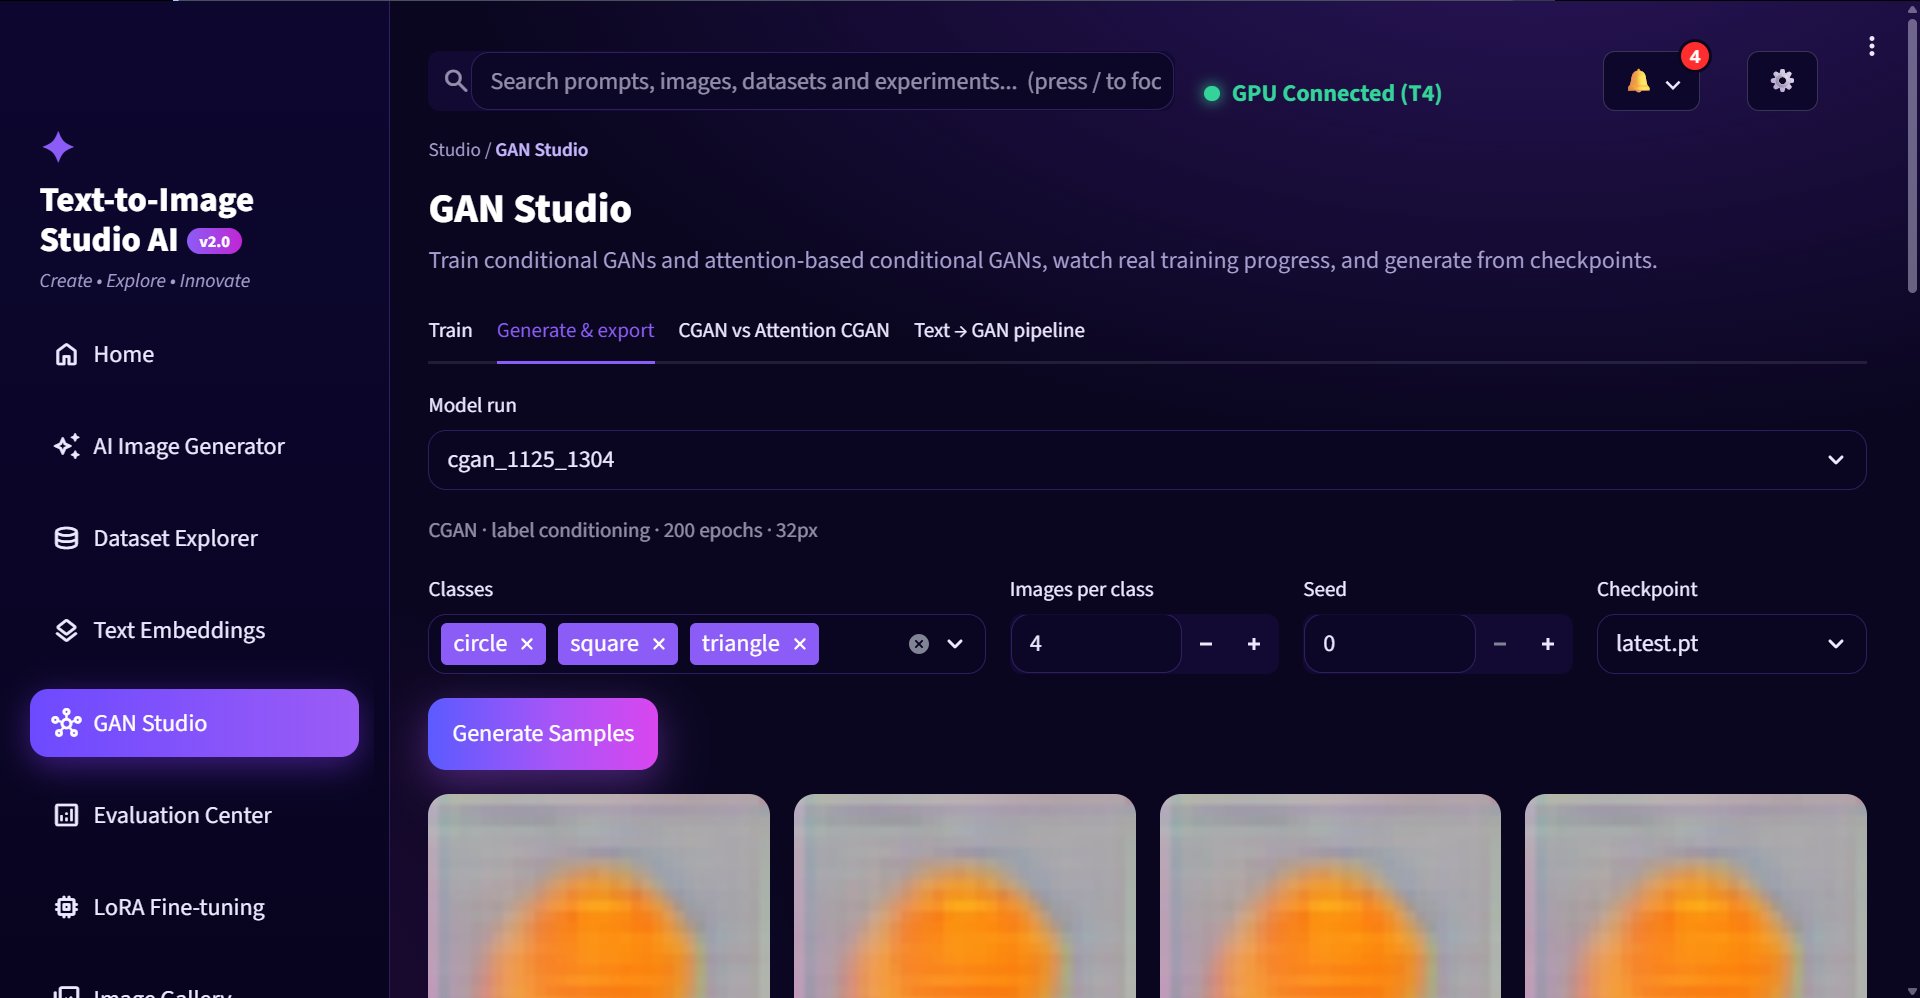 Text-to-Image
Studio AI v2.0
Create • Explore • Innovate
Home
AI Image Generator
Dataset Explorer
Text Embeddings
GAN Studio
Evaluation Center
LoRA Fine-tuning
Image Gallery
Search prompts, images, datasets and experiments... (press / to foc
GPU Connected (T4)
4
Studio / GAN Studio
GAN Studio
Train conditional GANs and attention-based conditional GANs, watch real training progress, and generate from checkpoints.
Train Generate & export CGAN vs Attention CGAN Text → GAN pipeline
Model run
cgan_1125_1304
CGAN · label conditioning · 200 epochs · 32px
Classes Images per class Seed Checkpoint
circle × square × triangle × 4 − + 0 − + latest.pt
Generate Samples